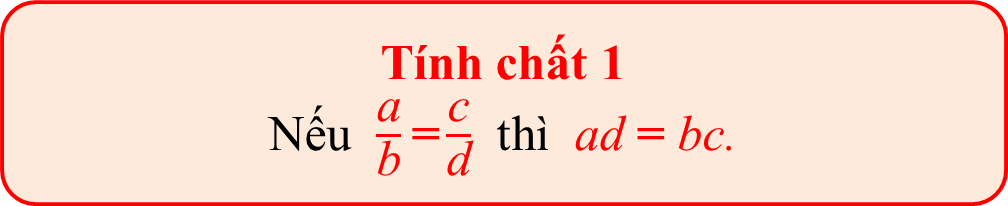 Tính chất 1
Nếu a/b = c/d thì ad = bc.